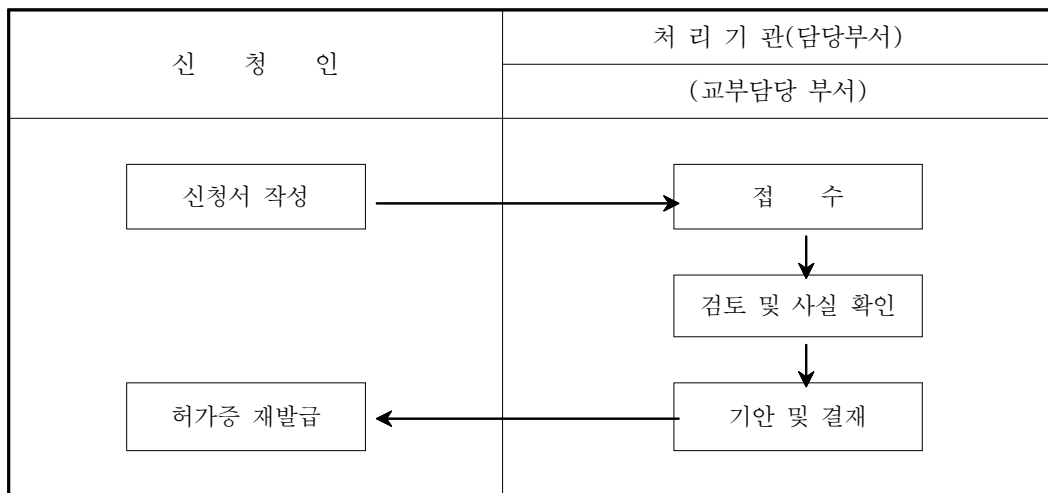 신 청 인
처 리 기 관(담당부서)
(교부담당 부서)
신청서 작성
접 수
검토 및 사실 확인
허가증 재발급
기안 및 결재